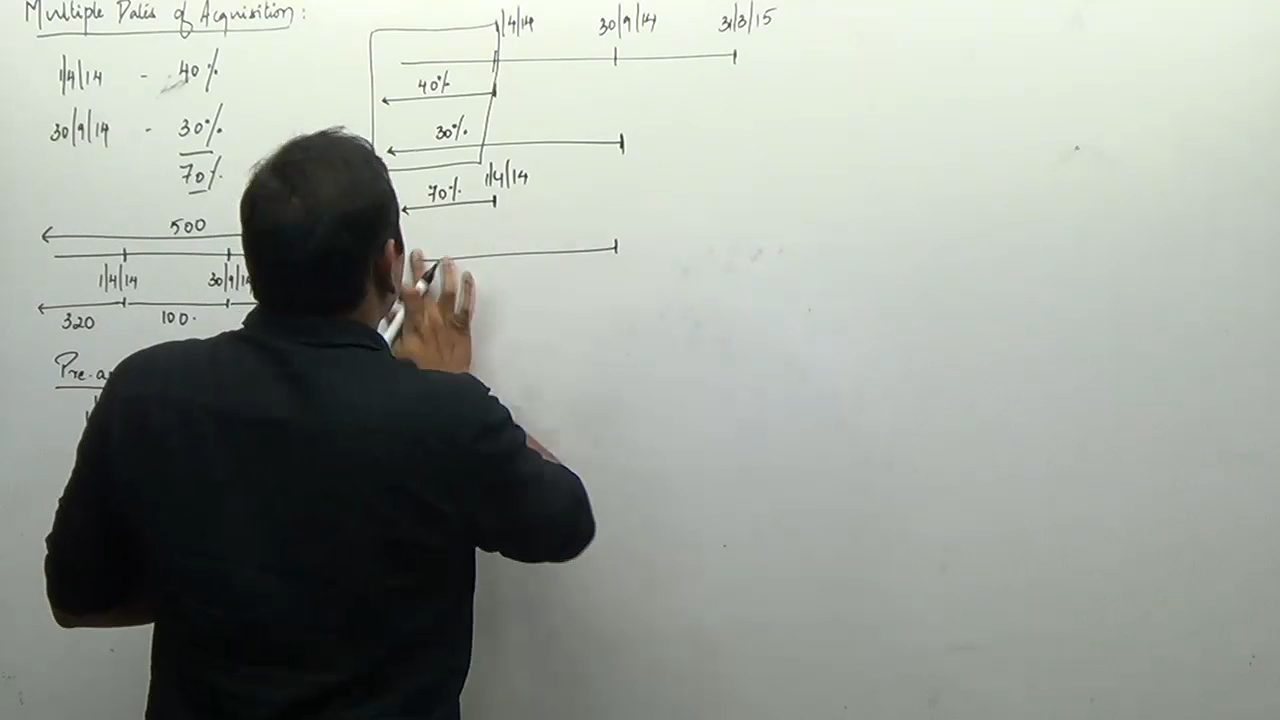 Multiple Dates of Acquisition:
1/4/14 - 40%
30/9/14 - 30%
70%
500
1/4/14 30/9/14
320 100.
Pre-a
1/4/14 30/9/14 31/3/15
40%
30%
1/4/14
70%